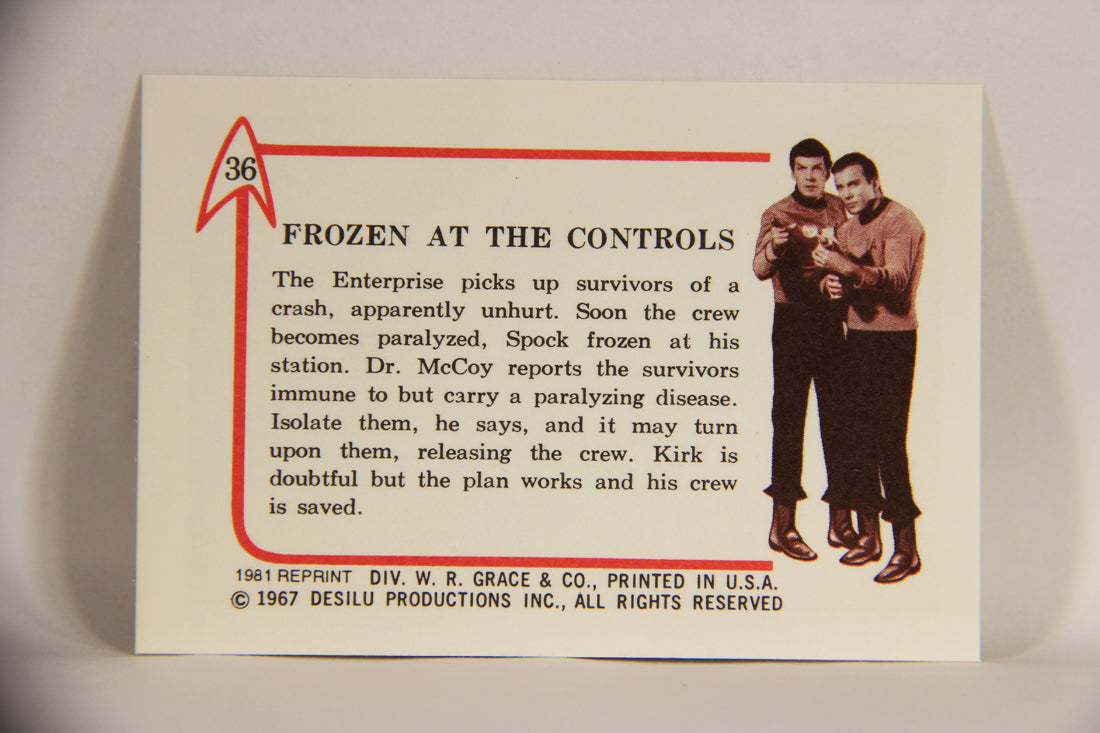 36
FROZEN AT THE CONTROLS
The Enterprise picks up survivors of a
crash, apparently unhurt. Soon the crew
becomes paralyzed, Spock frozen at his
station. Dr. McCoy reports the survivors
immune to but carry a paralyzing disease.
Isolate them, he says, and it may turn
upon them, releasing the crew. Kirk is
doubtful but the plan works and his crew
is saved.
1981 REPRINT DIV. W. R. GRACE & CO., PRINTED IN U.S.A.
© 1967 DESILU PRODUCTIONS INC., ALL RIGHTS RESERVED